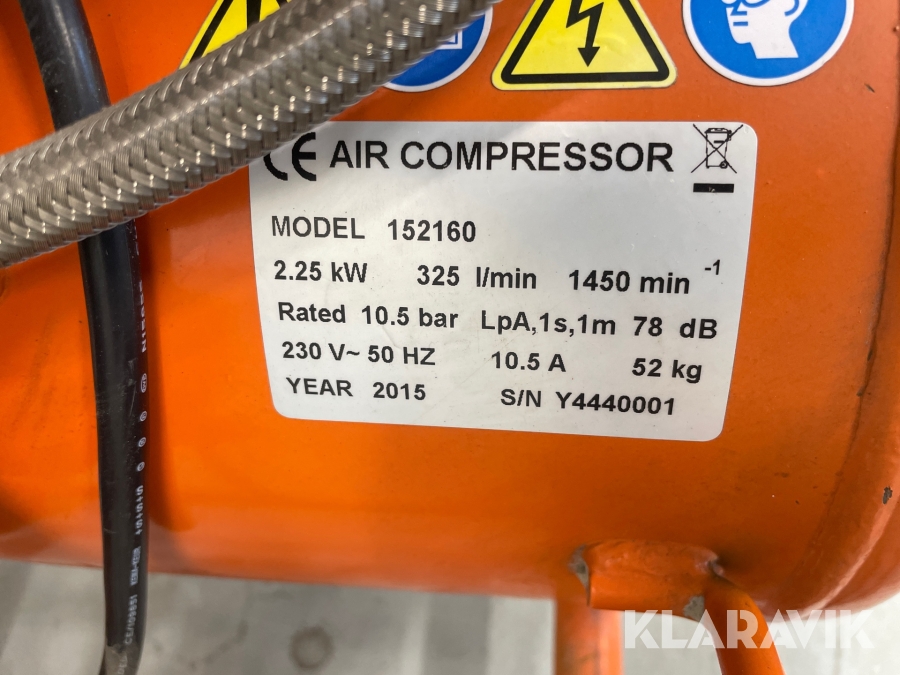 CE AIR COMPRESSOR
MODEL 152160
2.25 kW 325 l/min 1450 min -1
Rated 10.5 bar LpA,1s,1m 78 dB
230 V~ 50 HZ 10.5 A 52 kg
YEAR 2015 S/N Y4440001
KLARAVIK